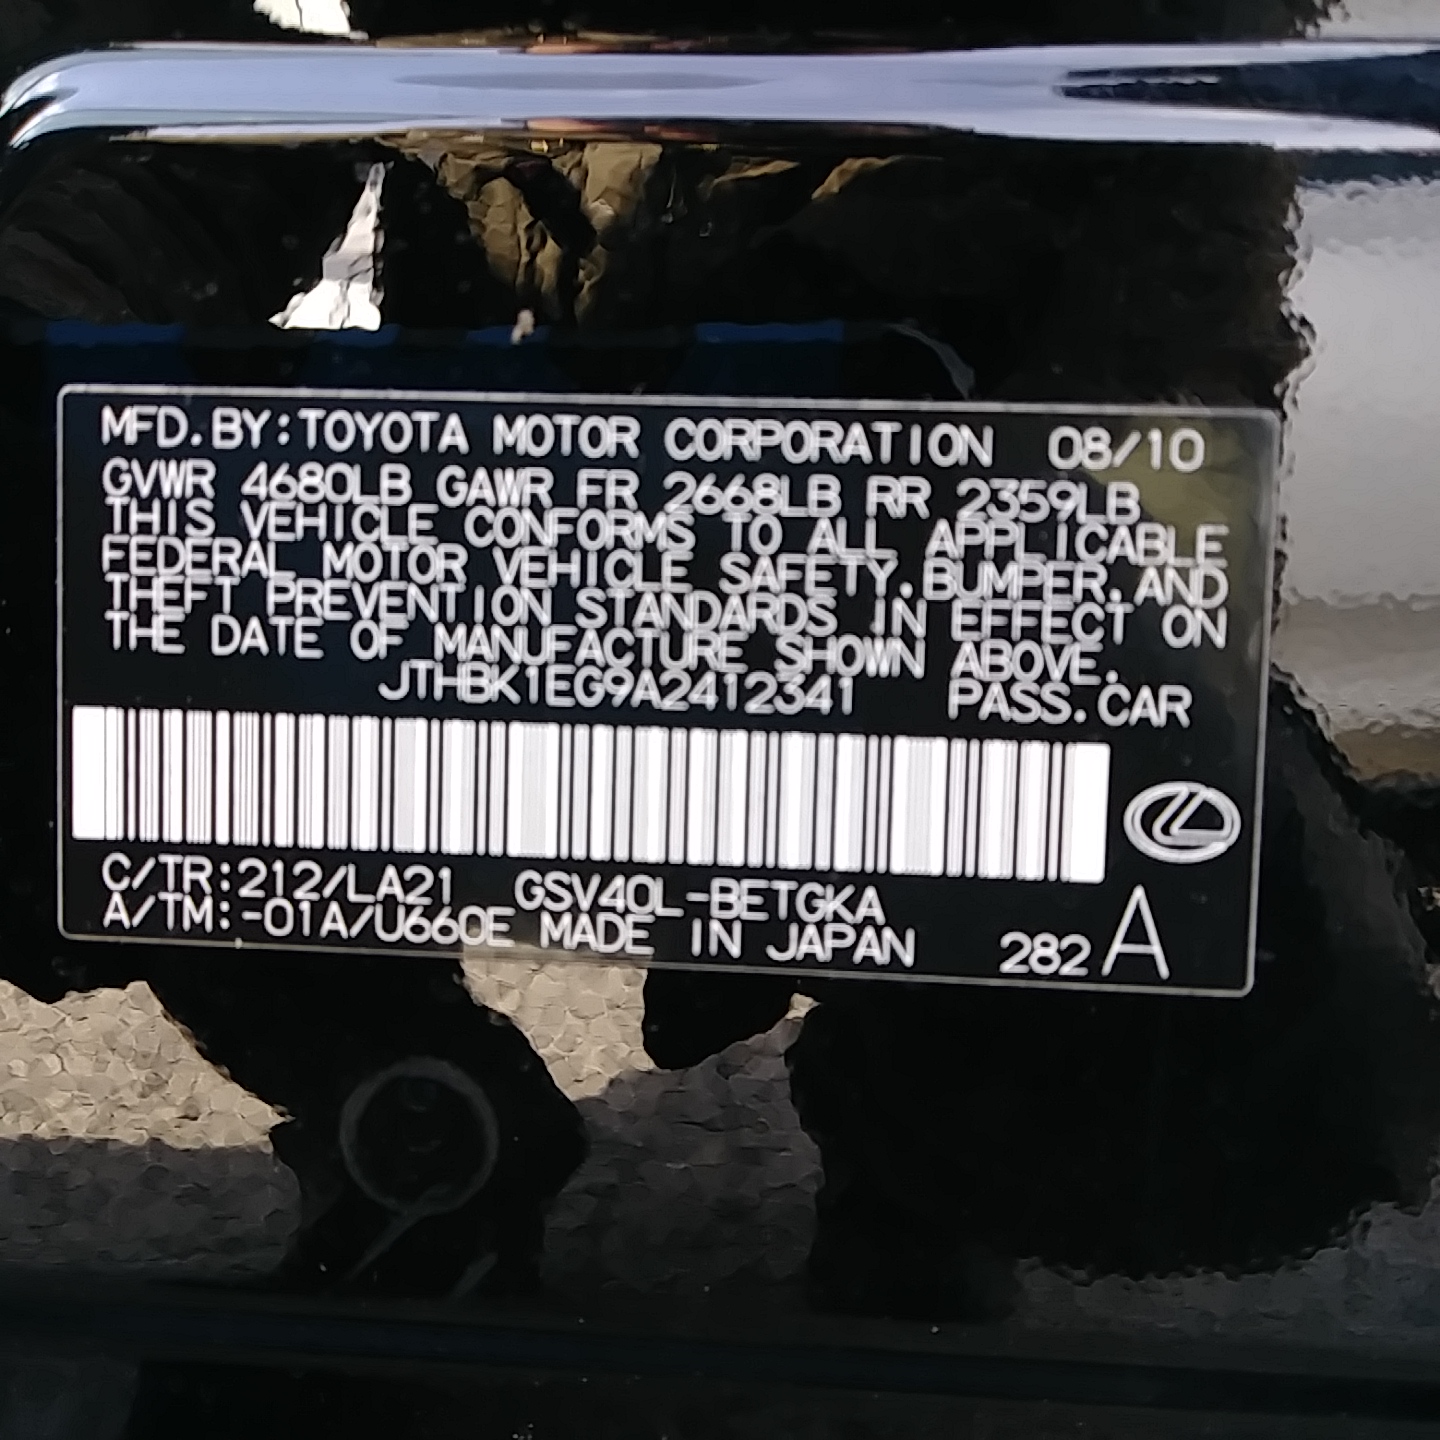 MFD.BY:TOYOTA MOTOR CORPORATION 08/10
GVWR 4680LB GAWR FR 2668LB RR 2359LB
THIS VEHICLE CONFORMS TO ALL APPLICABLE
FEDERAL MOTOR VEHICLE SAFETY,BUMPER,AND
THEFT PREVENTION STANDARDS IN EFFECT ON
THE DATE OF MANUFACTURE SHOWN ABOVE.
JTHBK1EG9A2412341 PASS.CAR
C/TR:212/LA21 GSV40L-BETGKA
A/TM:-01A/U660E MADE IN JAPAN 282 A